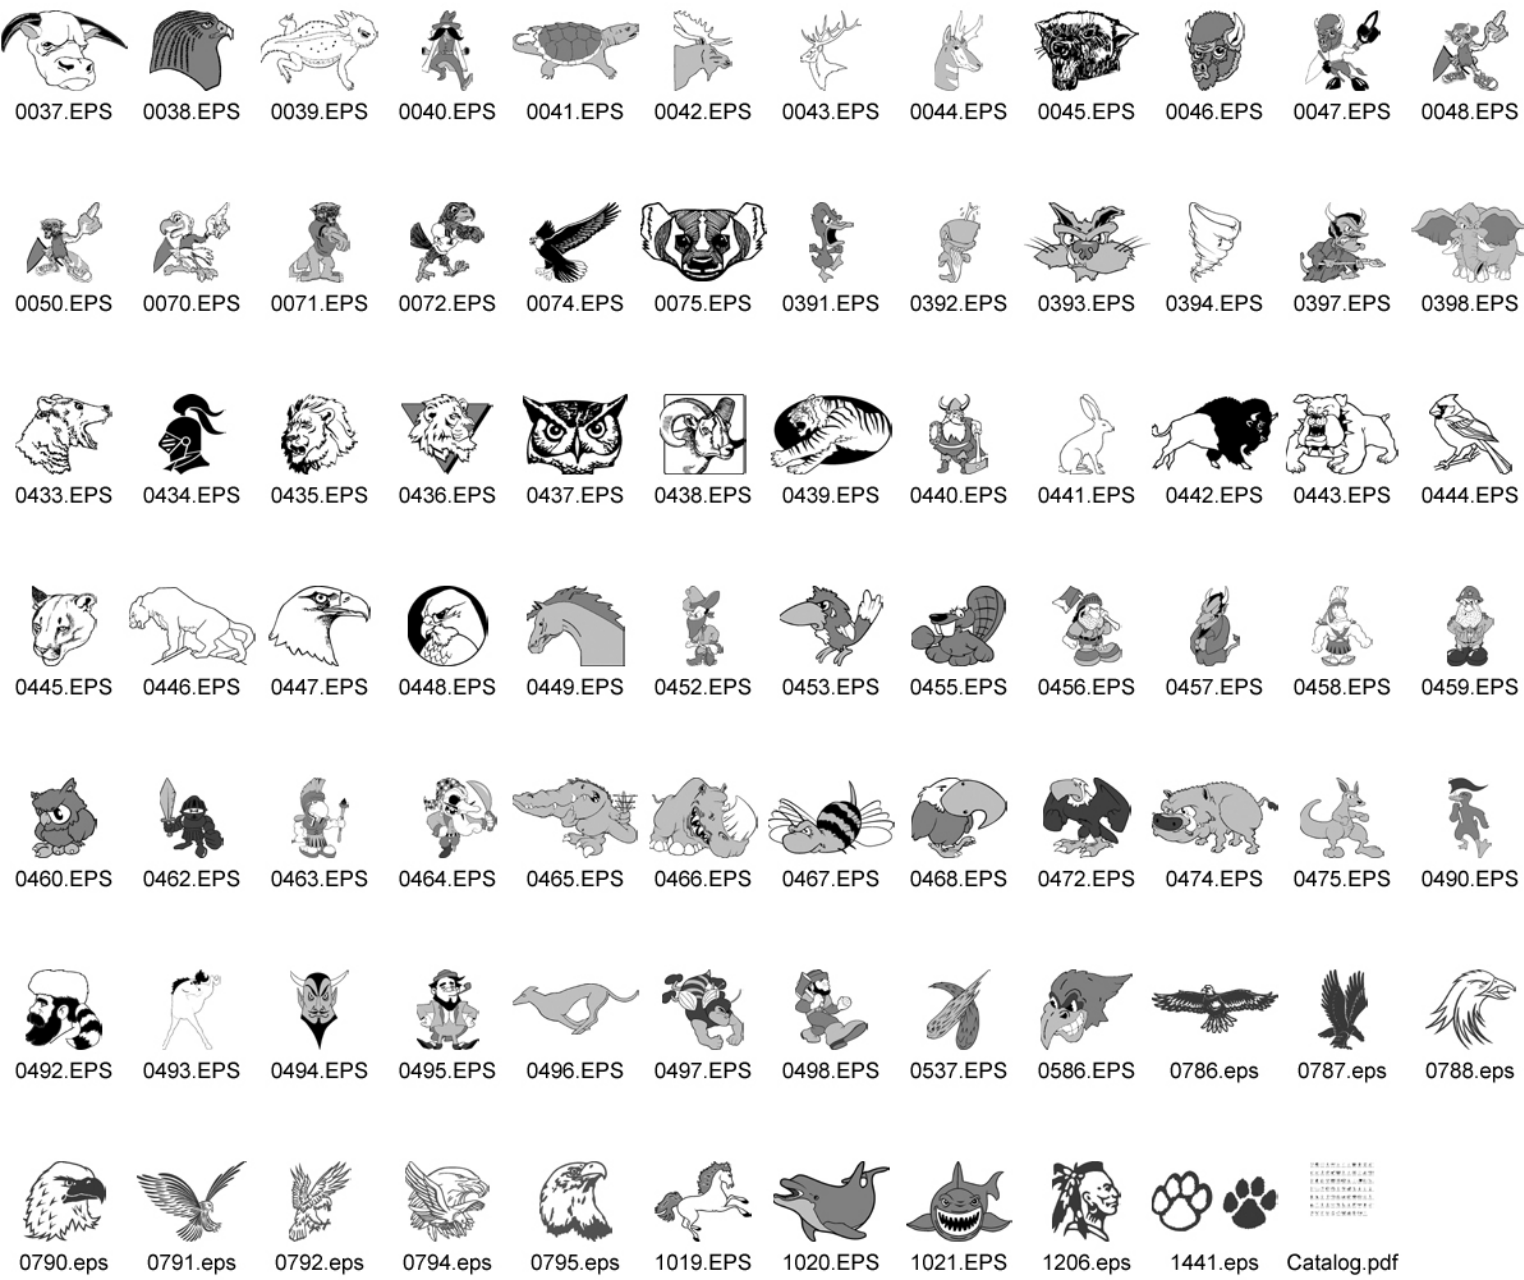 0037.EPS 0038.EPS 0039.EPS 0040.EPS 0041.EPS 0042.EPS 0043.EPS 0044.EPS 0045.EPS 0046.EPS 0047.EPS 0048.EPS
0050.EPS 0070.EPS 0071.EPS 0072.EPS 0074.EPS 0075.EPS 0391.EPS 0392.EPS 0393.EPS 0394.EPS 0397.EPS 0398.EPS
0433.EPS 0434.EPS 0435.EPS 0436.EPS 0437.EPS 0438.EPS 0439.EPS 0440.EPS 0441.EPS 0442.EPS 0443.EPS 0444.EPS
0445.EPS 0446.EPS 0447.EPS 0448.EPS 0449.EPS 0452.EPS 0453.EPS 0455.EPS 0456.EPS 0457.EPS 0458.EPS 0459.EPS
0460.EPS 0462.EPS 0463.EPS 0464.EPS 0465.EPS 0466.EPS 0467.EPS 0468.EPS 0472.EPS 0474.EPS 0475.EPS 0490.EPS
0492.EPS 0493.EPS 0494.EPS 0495.EPS 0496.EPS 0497.EPS 0498.EPS 0537.EPS 0586.EPS 0786.eps 0787.eps 0788.eps
0790.eps 0791.eps 0792.eps 0794.eps 0795.eps 1019.EPS 1020.EPS 1021.EPS 1206.eps 1441.eps Catalog.pdf